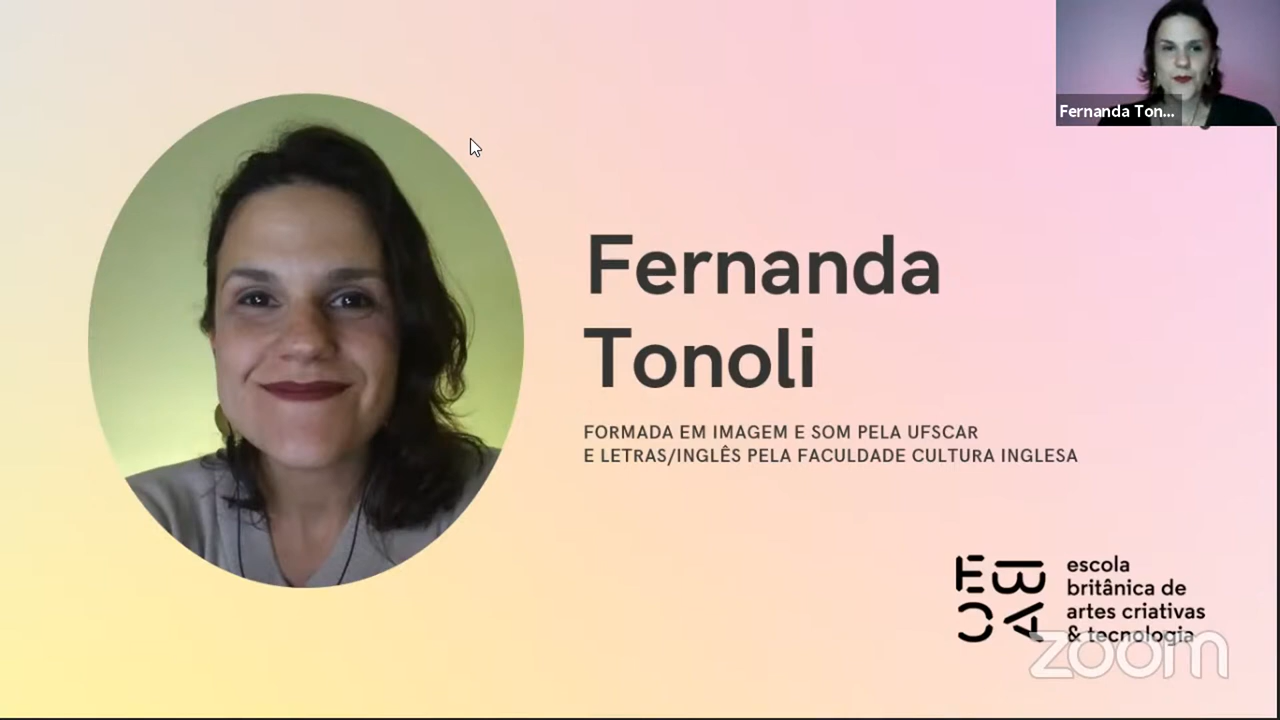 Fernanda Ton...
Fernanda
Tonoli
FORMADA EM IMAGEM E SOM PELA UFSCAR
E LETRAS/INGLÊS PELA FACULDADE CULTURA INGLESA
EBAC
escola
britânica de
artes criativas
& tecnologia
zoom